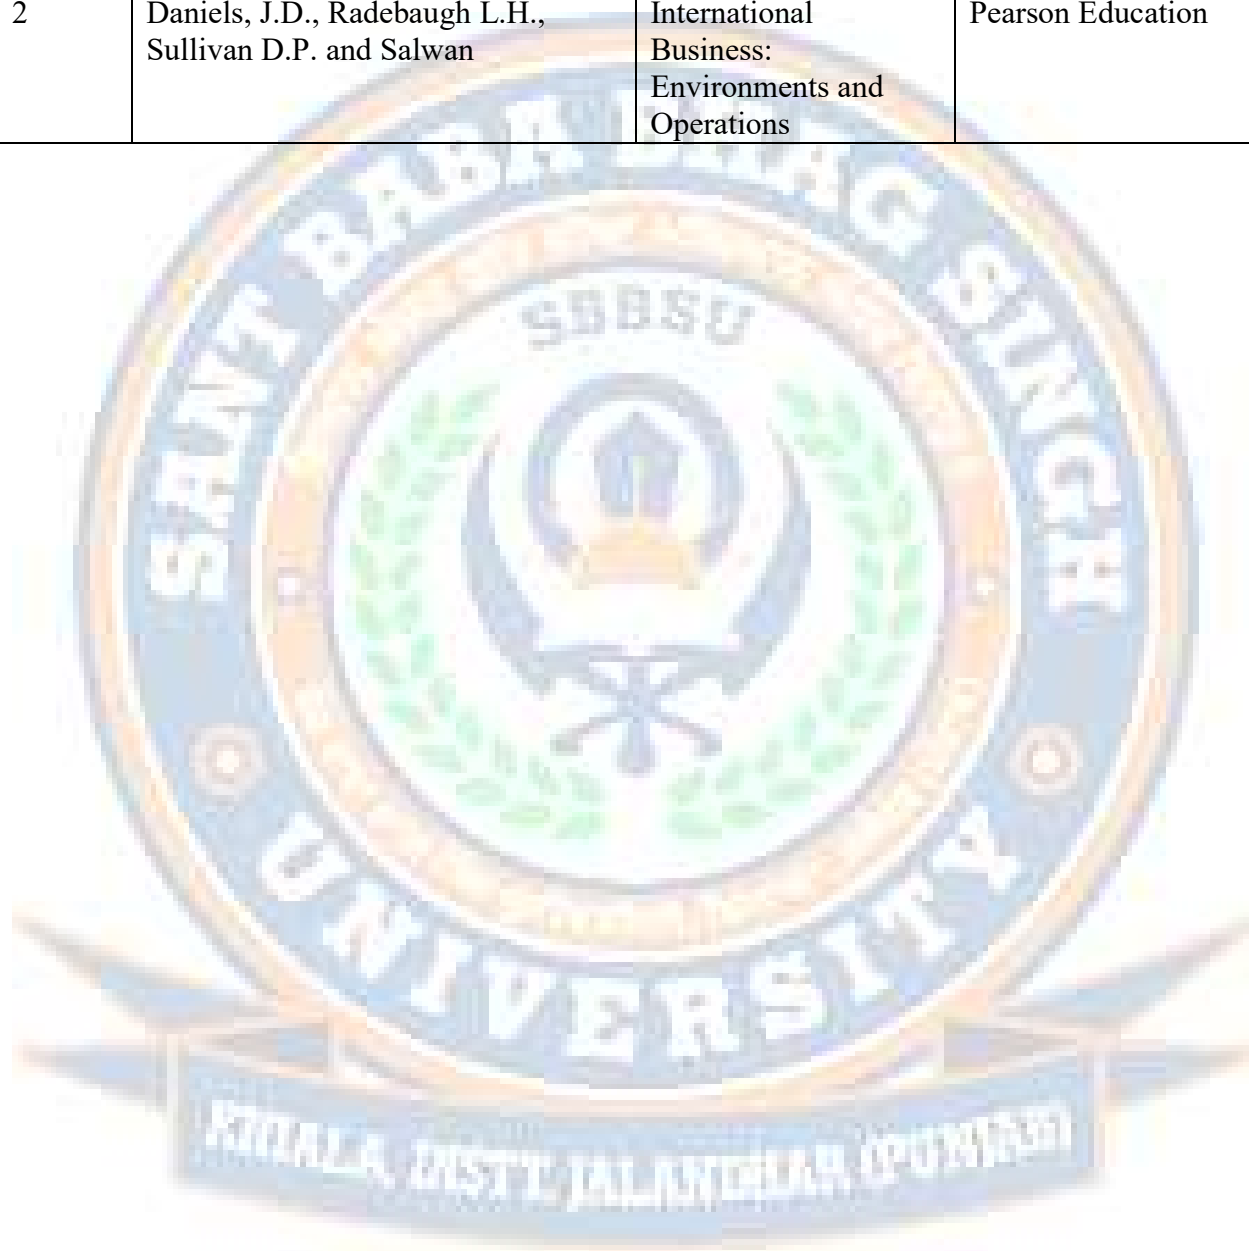 2
Daniels, J.D., Radebaugh L.H.,
Sullivan D.P. and Salwan
International
Business:
Environments and
Operations
Pearson Education
SANT BABA BHAG SINGH
SBBSU
UNIVERSITY
KHIALA, DISTT. JALANDHAR (PUNJAB)